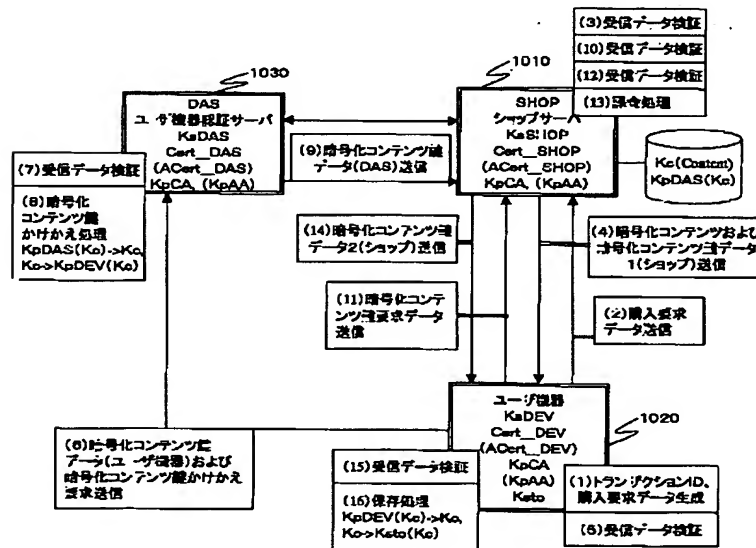 1030
DAS
ユーザ機器認証サーバ
KsDAS
Cert__DAS
(ACert__DAS)
KpCA, (KpAA)
(7)受信データ検証
(8)暗号化
コンテンツ鍵
かけかえ処理
KpDAS(Kc)->Kc,
Kc->KpDEV(Kc)
1010
SHOP
ショップサーバ
KsSHOP
Cert__SHOP
(ACert__SHOP)
KpCA, (KpAA)
(3)受信データ検証
(10)受信データ検証
(12)受信データ検証
(13)課金処理
Kc(Content)
KpDAS(Kc)
(9)暗号化コンテンツ鍵
データ(DAS)送信
(14)暗号化コンテンツ鍵
データ2(ショップ)送信
(4)暗号化コンテンツおよび
暗号化コンテンツ鍵データ
1(ショップ)送信
(11)暗号化コンテ
ンツ鍵要求データ
送信
(2)購入要求
データ送信
(6)暗号化コンテンツ鍵
データ(ユーザ機器)および
暗号化コンテンツ鍵かけかえ
要求送信
1020
ユーザ機器
KsDEV
Cert__DEV
(ACert__DEV)
KpCA
(KpAA)
Ksto
(15)受信データ検証
(16)保存処理
KpDEV(Kc)->Kc,
Kc->Ksto(Kc)
(1)トランザクションID、
購入要求データ生成
(5)受信データ検証